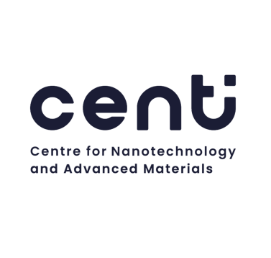 centi
Centre for Nanotechnology
and Advanced Materials